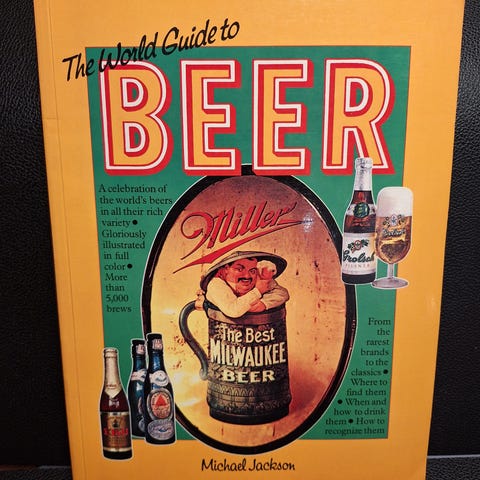 The World Guide to
BEER
A celebration of
the world's beers
in all their rich
variety •
Gloriously
illustrated
in full
color •
More
than
5,000
brews
Miller
The Best
MILWAUKEE
BEER
Grolsch
PILSNER
From
the
rarest
brands
to the
classics •
Where to
find them
• When and
how to drink
them • How to
recognize them
Michael Jackson